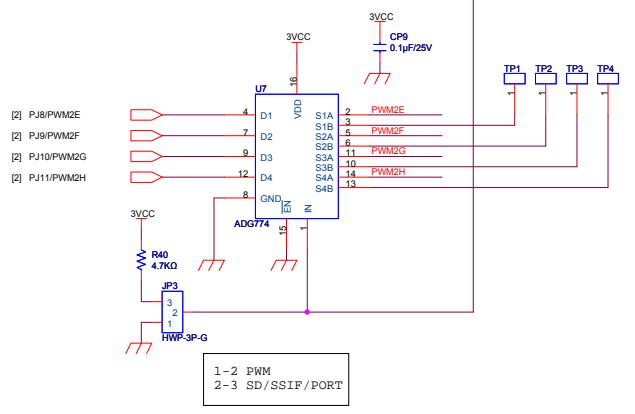 3VCC
CP9
0.1µF/25V
3VCC
TP1 TP2 TP3 TP4
1 1 1 1
U7
16
VDD
[2] PJ8/PWM2E 4 D1 S1A 2 PWM2E
S1B 3
[2] PJ9/PWM2F 7 D2 S2A 5 PWM2F
S2B 6
[2] PJ10/PWM2G 9 D3 S3A 11 PWM2G
S3B 10
[2] PJ11/PWM2H 12 D4 S4A 14 PWM2H
S4B 13
8 GND
EN IN
ADG774
15 1
3VCC
R40
4.7KΩ
JP3
3
2
1
HWP-3P-G
1-2 PWM
2-3 SD/SSIF/PORT